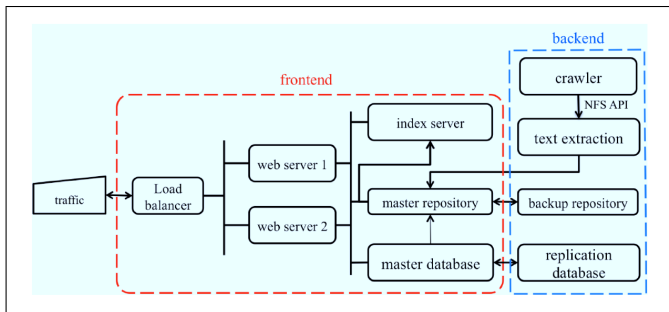 backend
frontend
crawler
NFS API
index server
text extraction
web server 1
Load
balancer
traffic
master repository
backup repository
web server 2
master database
replication
database